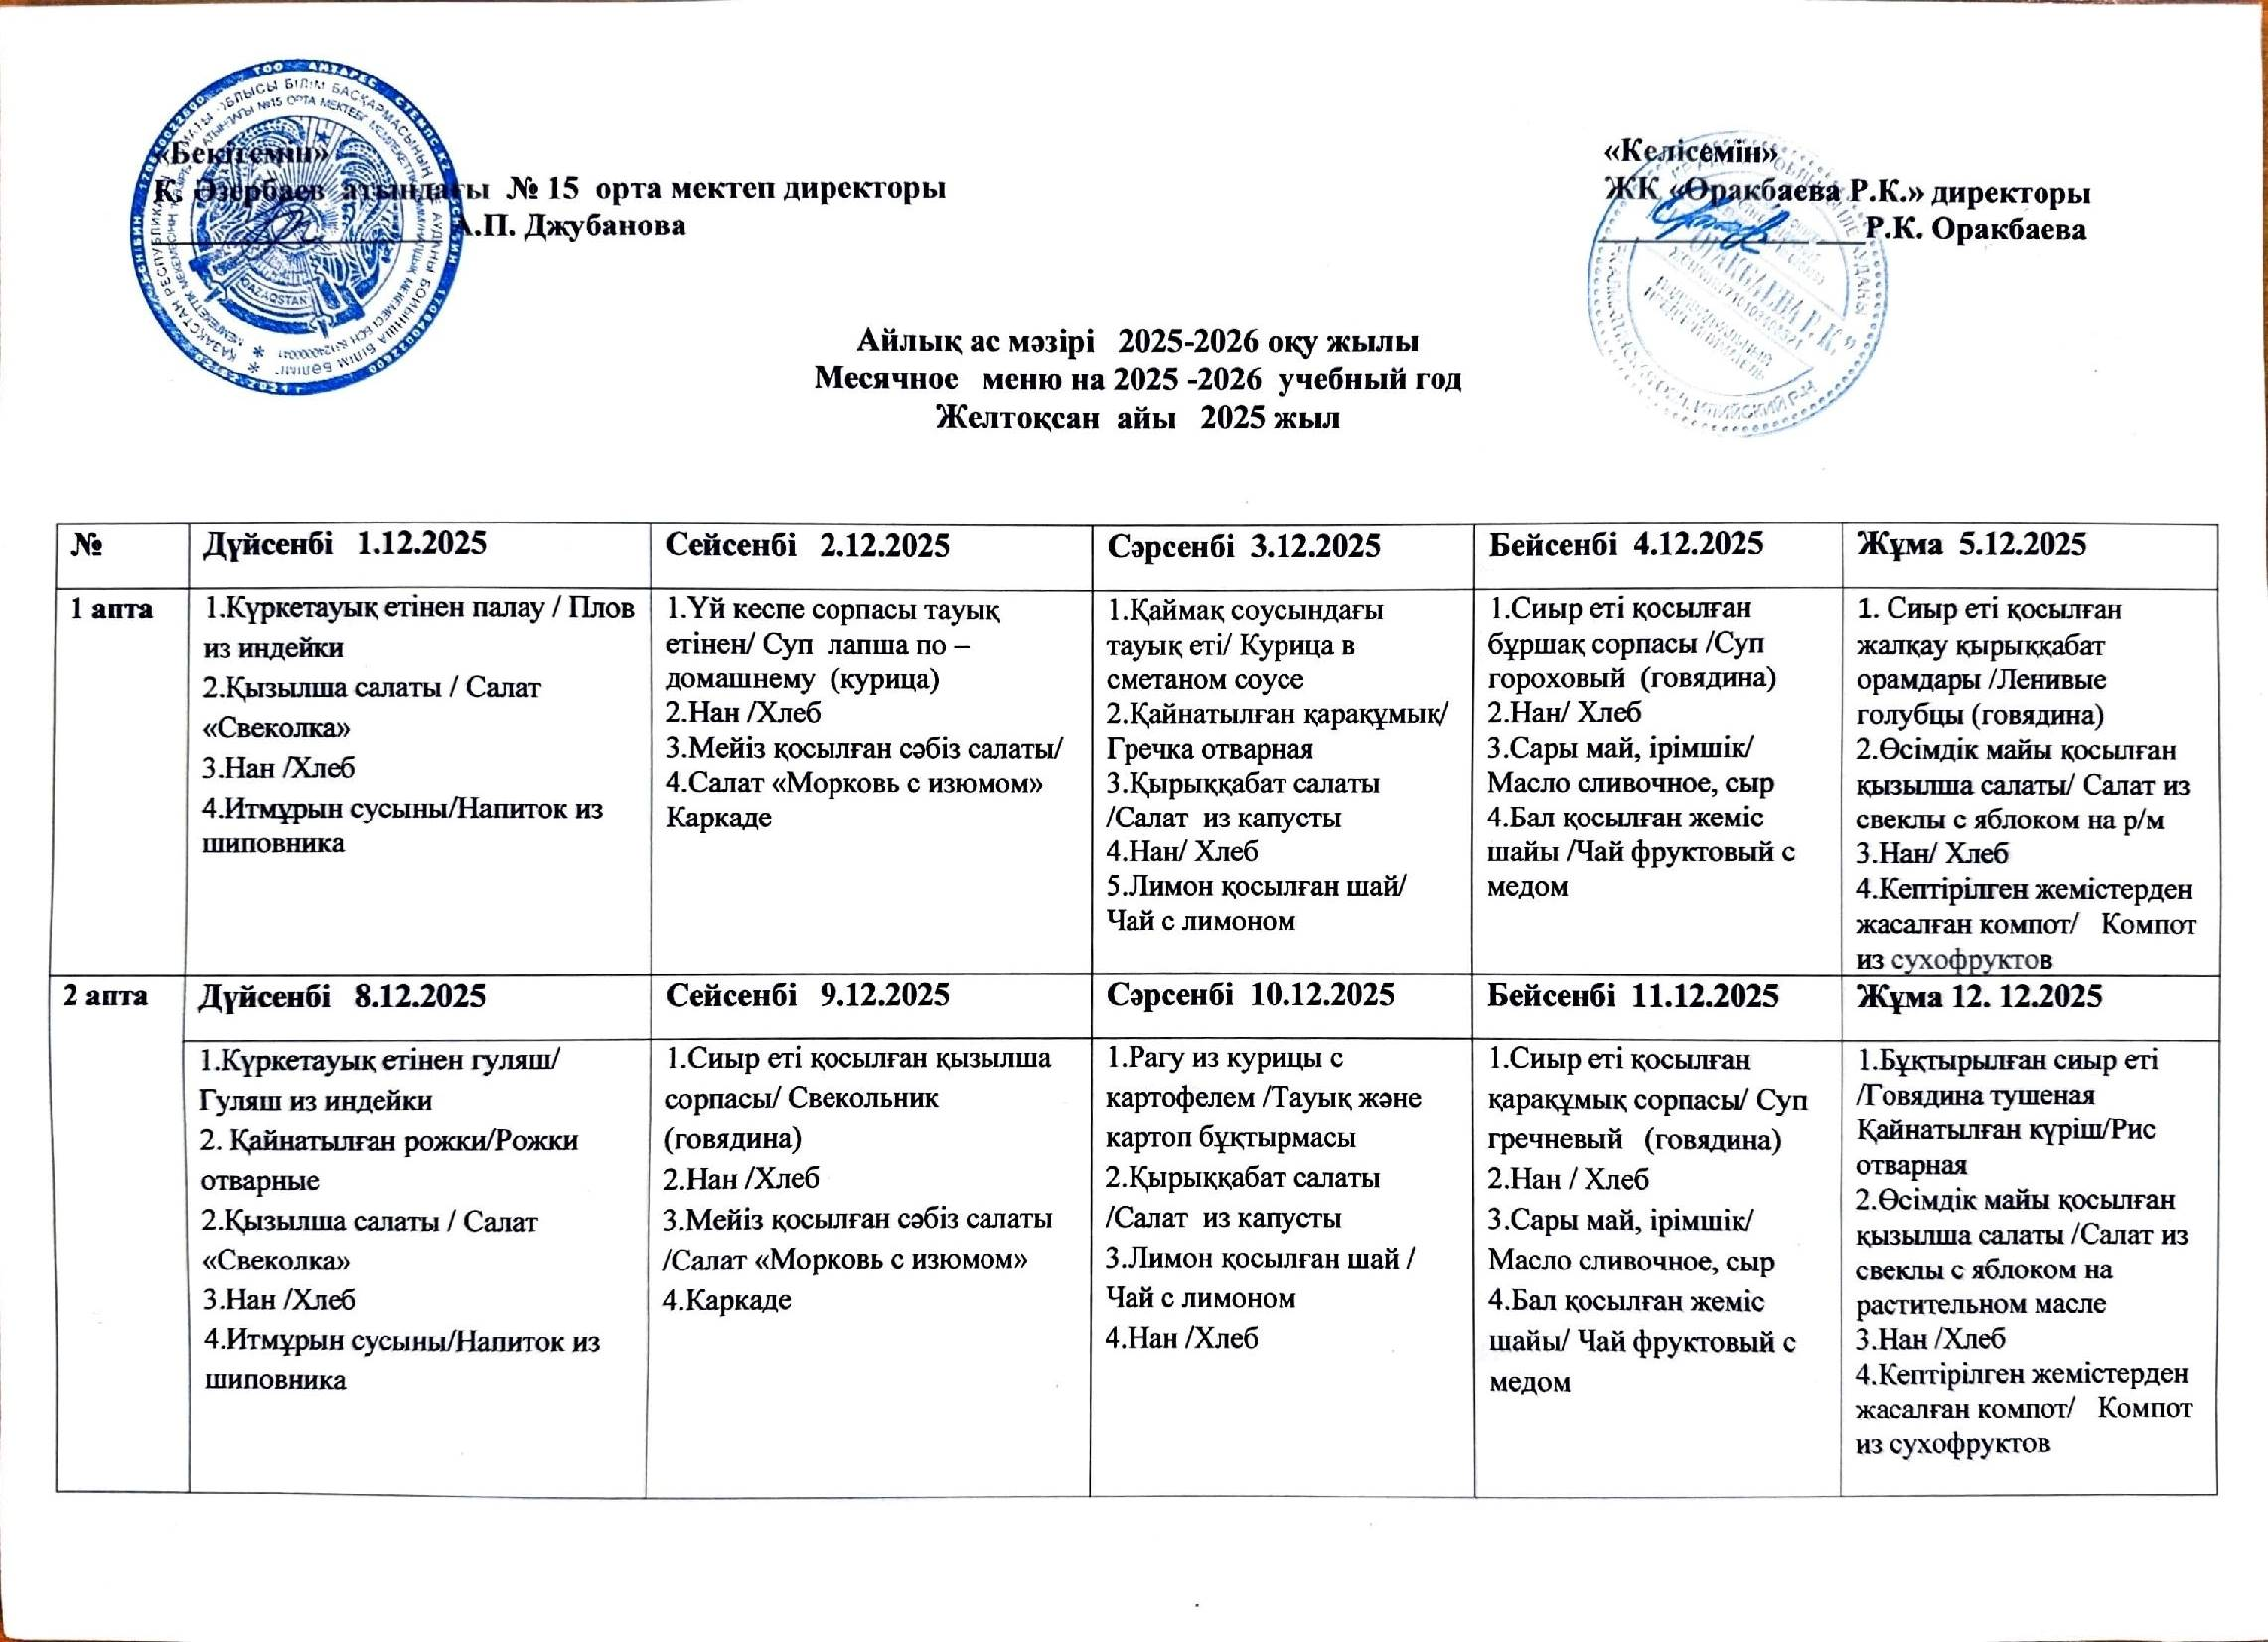 «Бекітемін»
Қ. Әзербаев атындағы № 15 орта мектеп директоры
А.П. Джубанова
«Келісемін»
ЖК «Оракбаева Р.К.» директоры
Р.К. Оракбаева
QAZAQSTAN
Айлық ас мәзірі 2025-2026 оқу жылы
Месячное меню на 2025 -2026 учебный год
Желтоқсан айы 2025 жыл
№
Дүйсенбі 1.12.2025
Сейсенбі 2.12.2025
Сәрсенбі 3.12.2025
Бейсенбі 4.12.2025
Жұма 5.12.2025
1 апта
1.Күркетауық етінен палау / Плов
из индейки
2.Қызылша салаты / Салат
«Свеколка»
3.Нан /Хлеб
4.Итмұрын сусыны/Напиток из
шиповника
1.Үй кеспе сорпасы тауық
етінен/ Суп лапша по –
домашнему (курица)
2.Нан /Хлеб
3.Мейіз қосылған сәбіз салаты/
4.Салат «Морковь с изюмом»
Каркаде
1.Қаймақ соусындағы
тауық еті/ Курица в
сметаном соусе
2.Қайнатылған қарақұмық/
Гречка отварная
3.Қырыққабат салаты
/Салат из капусты
4.Нан/ Хлеб
5.Лимон қосылған шай/
Чай с лимоном
1.Сиыр еті қосылған
бұршақ сорпасы /Суп
гороховый (говядина)
2.Нан/ Хлеб
3.Сары май, ірімшік/
Масло сливочное, сыр
4.Бал қосылған жеміс
шайы /Чай фруктовый с
медом
1. Сиыр еті қосылған
жалқау қырыққабат
орамдары /Ленивые
голубцы (говядина)
2.Өсімдік майы қосылған
қызылша салаты/ Салат из
свеклы с яблоком на р/м
3.Нан/ Хлеб
4.Кептірілген жемістерден
жасалған компот/ Компот
из сухофруктов
2 апта
Дүйсенбі 8.12.2025
Сейсенбі 9.12.2025
Сәрсенбі 10.12.2025
Бейсенбі 11.12.2025
Жұма 12. 12.2025
1.Күркетауық етінен гуляш/
Гуляш из индейки
2. Қайнатылған рожки/Рожки
отварные
2.Қызылша салаты / Салат
«Свеколка»
3.Нан /Хлеб
4.Итмұрын сусыны/Напиток из
шиповника
1.Сиыр еті қосылған қызылша
сорпасы/ Свекольник
(говядина)
2.Нан /Хлеб
3.Мейіз қосылған сәбіз салаты
/Салат «Морковь с изюмом»
4.Каркаде
1.Рагу из курицы с
картофелем /Тауық және
картоп бұқтырмасы
2.Қырыққабат салаты
/Салат из капусты
3.Лимон қосылған шай /
Чай с лимоном
4.Нан /Хлеб
1.Сиыр еті қосылған
қарақұмық сорпасы/ Суп
гречневый (говядина)
2.Нан / Хлеб
3.Сары май, ірімшік/
Масло сливочное, сыр
4.Бал қосылған жеміс
шайы/ Чай фруктовый с
медом
1.Бұқтырылған сиыр еті
/Говядина тушеная
Қайнатылған күріш/Рис
отварная
2.Өсімдік майы қосылған
қызылша салаты /Салат из
свеклы с яблоком на
растительном масле
3.Нан /Хлеб
4.Кептірілген жемістерден
жасалған компот/ Компот
из сухофруктов